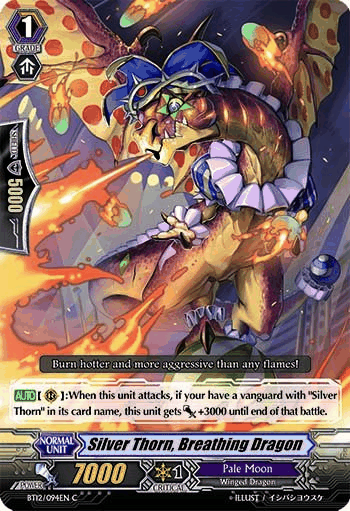 1
GRADE
SHIELD
5000
Burn hotter and more aggressive than any flames!
AUTO [ ]:When this unit attacks, if your have a vanguard with "Silver
Thorn" in its card name, this unit gets +3000 until end of that battle.
NORMAL
UNIT
Silver Thorn, Breathing Dragon
POWER
7000
1
CRITICAL
Pale Moon
Winged Dragon
BT12/094EN C
ILLUST / イシバシヨウスケ